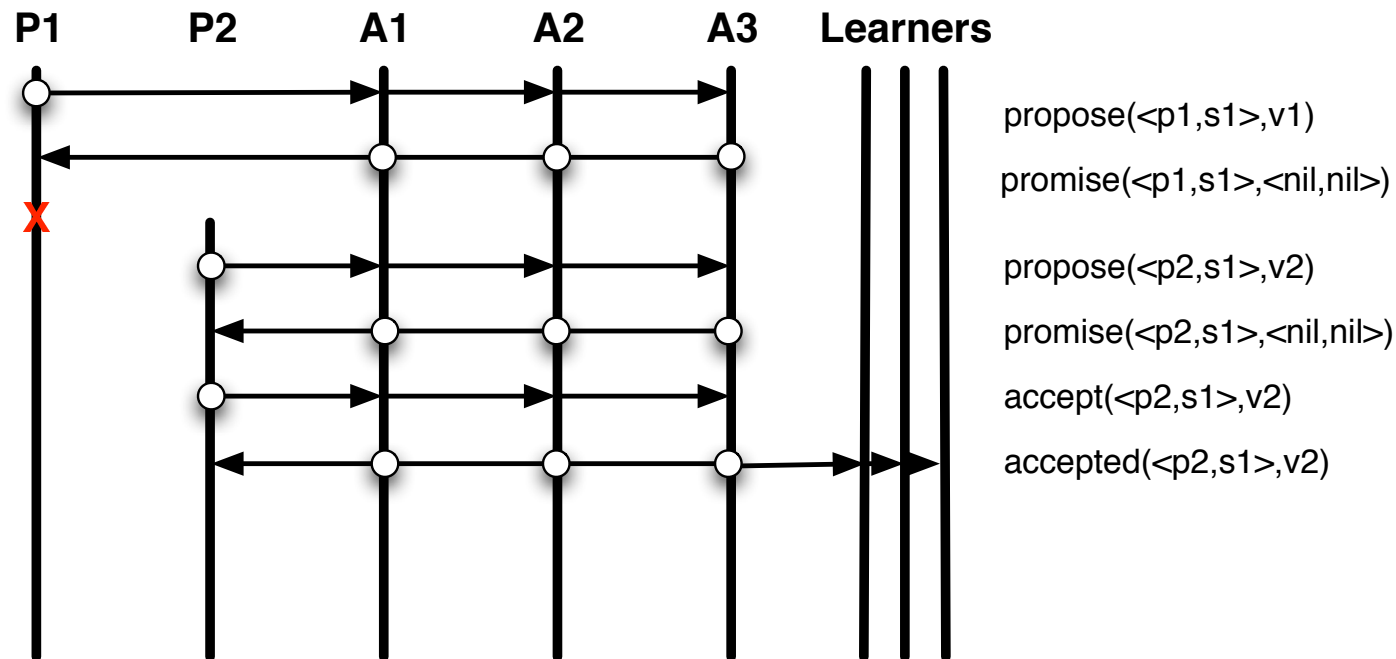 P1 P2 A1 A2 A3 Learners
propose(<p1,s1>,v1)
promise(<p1,s1>,<nil,nil>)
X
propose(<p2,s1>,v2)
promise(<p2,s1>,<nil,nil>)
accept(<p2,s1>,v2)
accepted(<p2,s1>,v2)